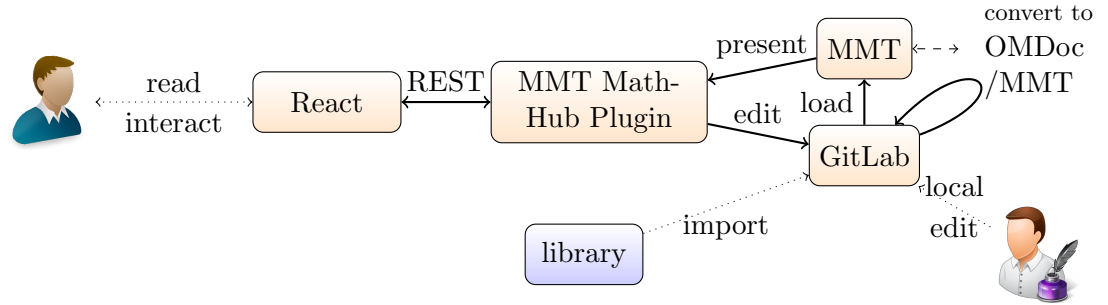 convert to
OMDoc
/MMT
MMT
present
read
interact
React
REST
MMT Math-
Hub Plugin
edit
load
GitLab
local
edit
import
library